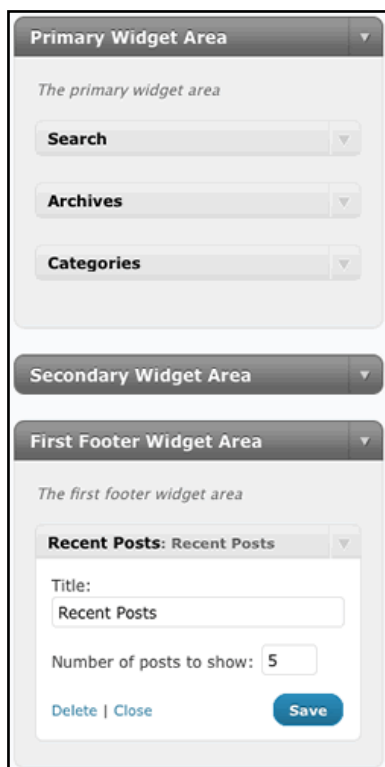 Primary Widget Area
The primary widget area
Search
Archives
Categories
Secondary Widget Area
First Footer Widget Area
The first footer widget area
Recent Posts: Recent Posts
Title:
Recent Posts
Number of posts to show: 5
Delete | Close Save